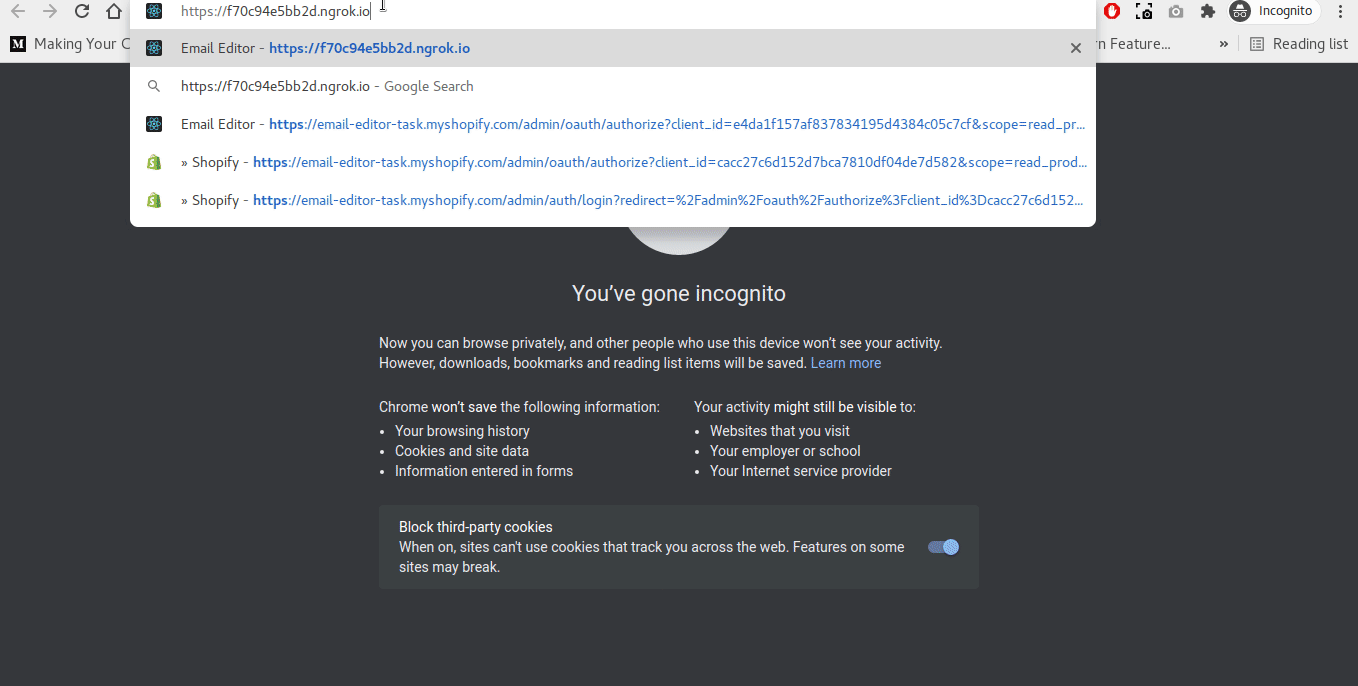 https://f70c94e5bb2d.ngrok.io
Incognito
M Making Your C
rn Feature...
»
Reading list
Email Editor - https://f70c94e5bb2d.ngrok.io
https://f70c94e5bb2d.ngrok.io - Google Search
Email Editor - https://email-editor-task.myshopify.com/admin/oauth/authorize?client_id=e4da1f157af837834195d4384c05c7cf&scope=read_pr...
» Shopify - https://email-editor-task.myshopify.com/admin/oauth/authorize?client_id=cacc27c6d152d7bca7810df04de7d582&scope=read_prod...
» Shopify - https://email-editor-task.myshopify.com/admin/auth/login?redirect=%2Fadmin%2Foauth%2Fauthorize%3Fclient_id%3Dcacc27c6d152...
You’ve gone incognito
Now you can browse privately, and other people who use this device won’t see your activity.
However, downloads, bookmarks and reading list items will be saved. Learn more
Chrome won’t save the following information:
Your browsing history
Cookies and site data
Information entered in forms
Your activity might still be visible to:
Websites that you visit
Your employer or school
Your Internet service provider
Block third-party cookies
When on, sites can't use cookies that track you across the web. Features on some
sites may break.